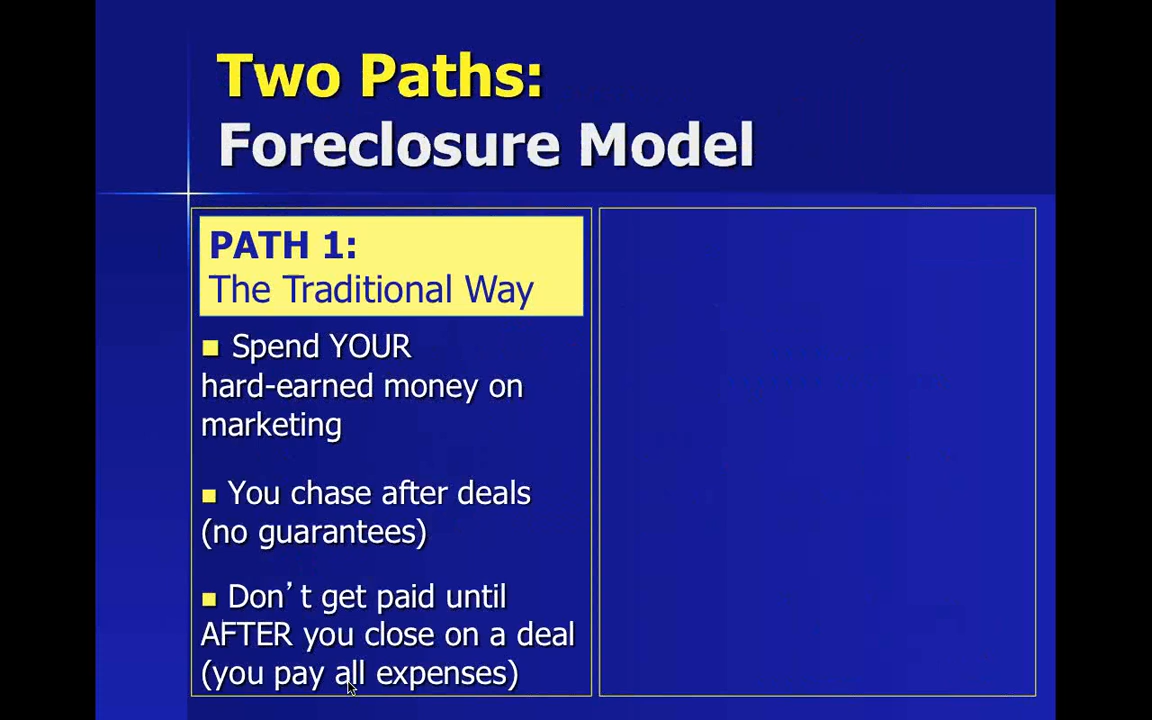 Two Paths:
Foreclosure Model
PATH 1:
The Traditional Way
Spend YOUR
hard-earned money on
marketing
You chase after deals
(no guarantees)
Don’t get paid until
AFTER you close on a deal
(you pay all expenses)